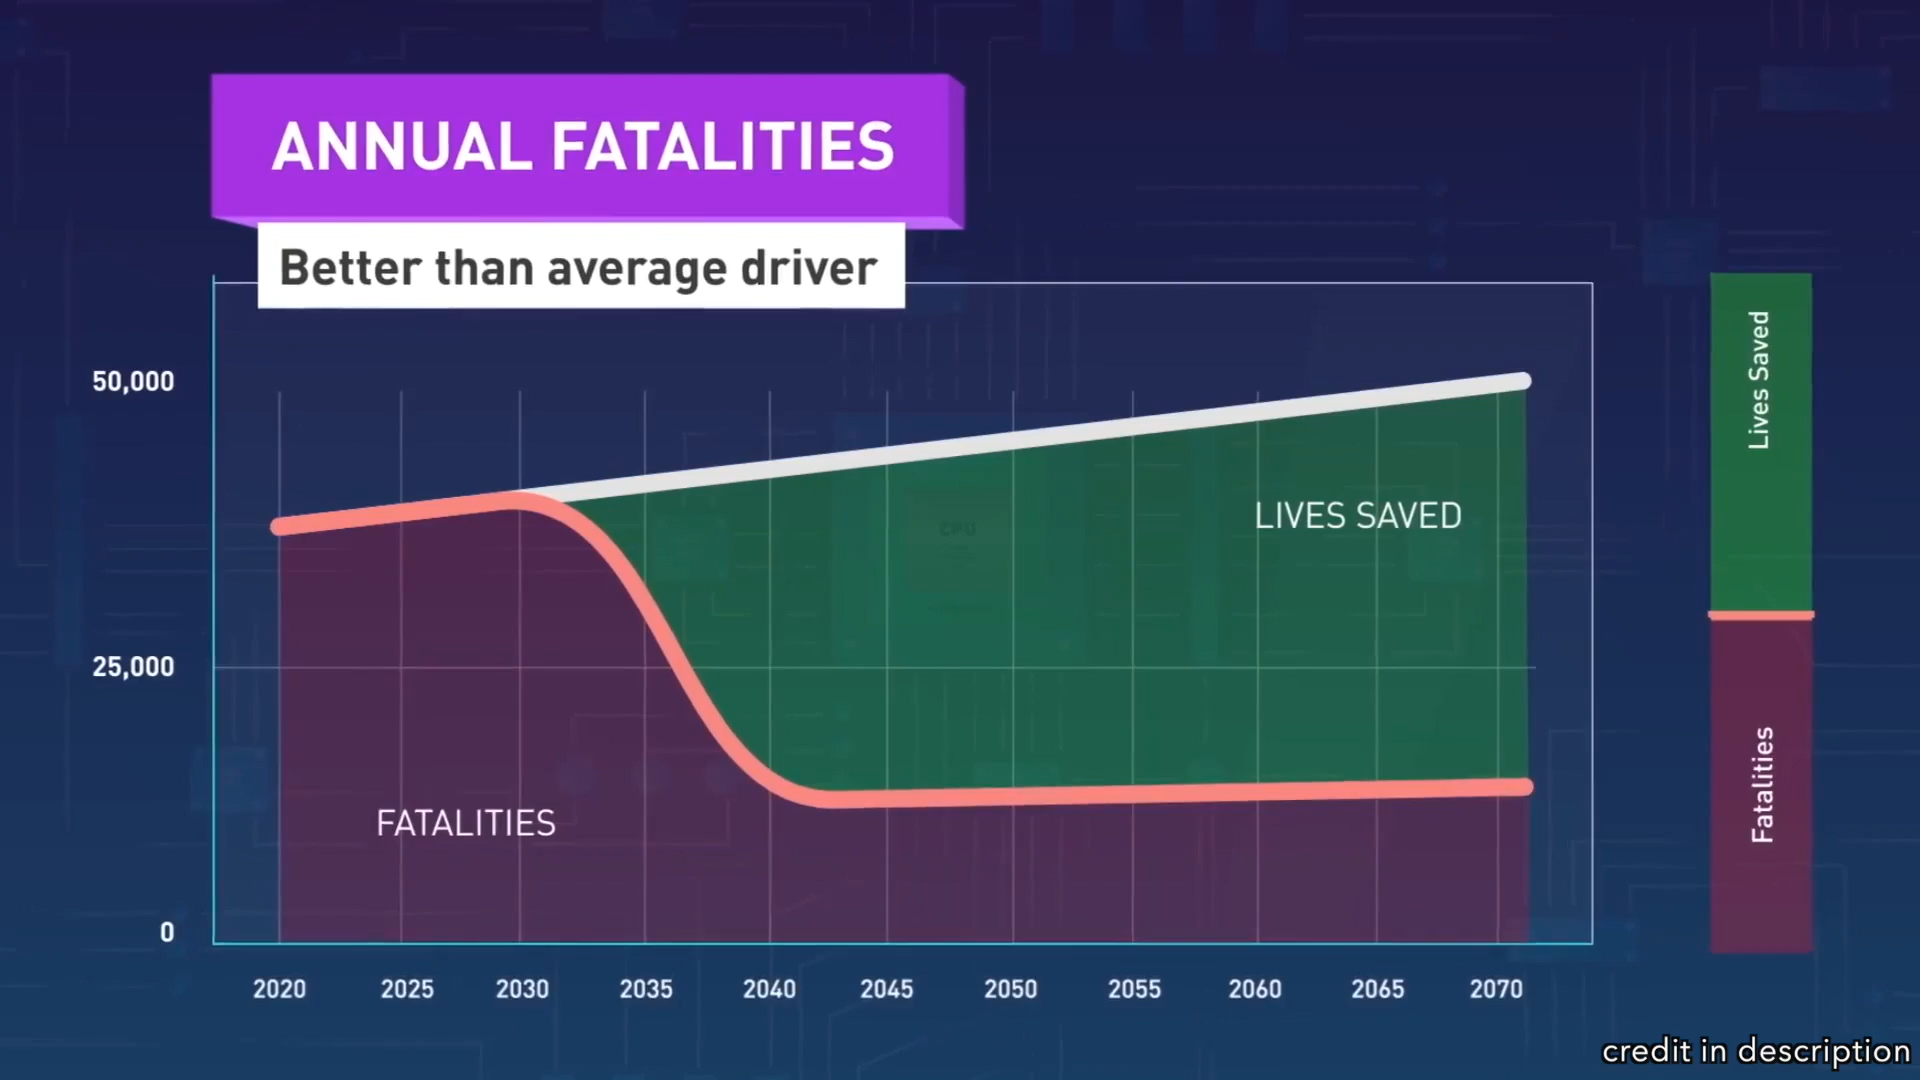 ANNUAL FATALITIES
Better than average driver
50,000
25,000
0
LIVES SAVED
FATALITIES
2020 2025 2030 2035 2040 2045 2050 2055 2060 2065 2070
Lives Saved
Fatalities
CPU
credit in description